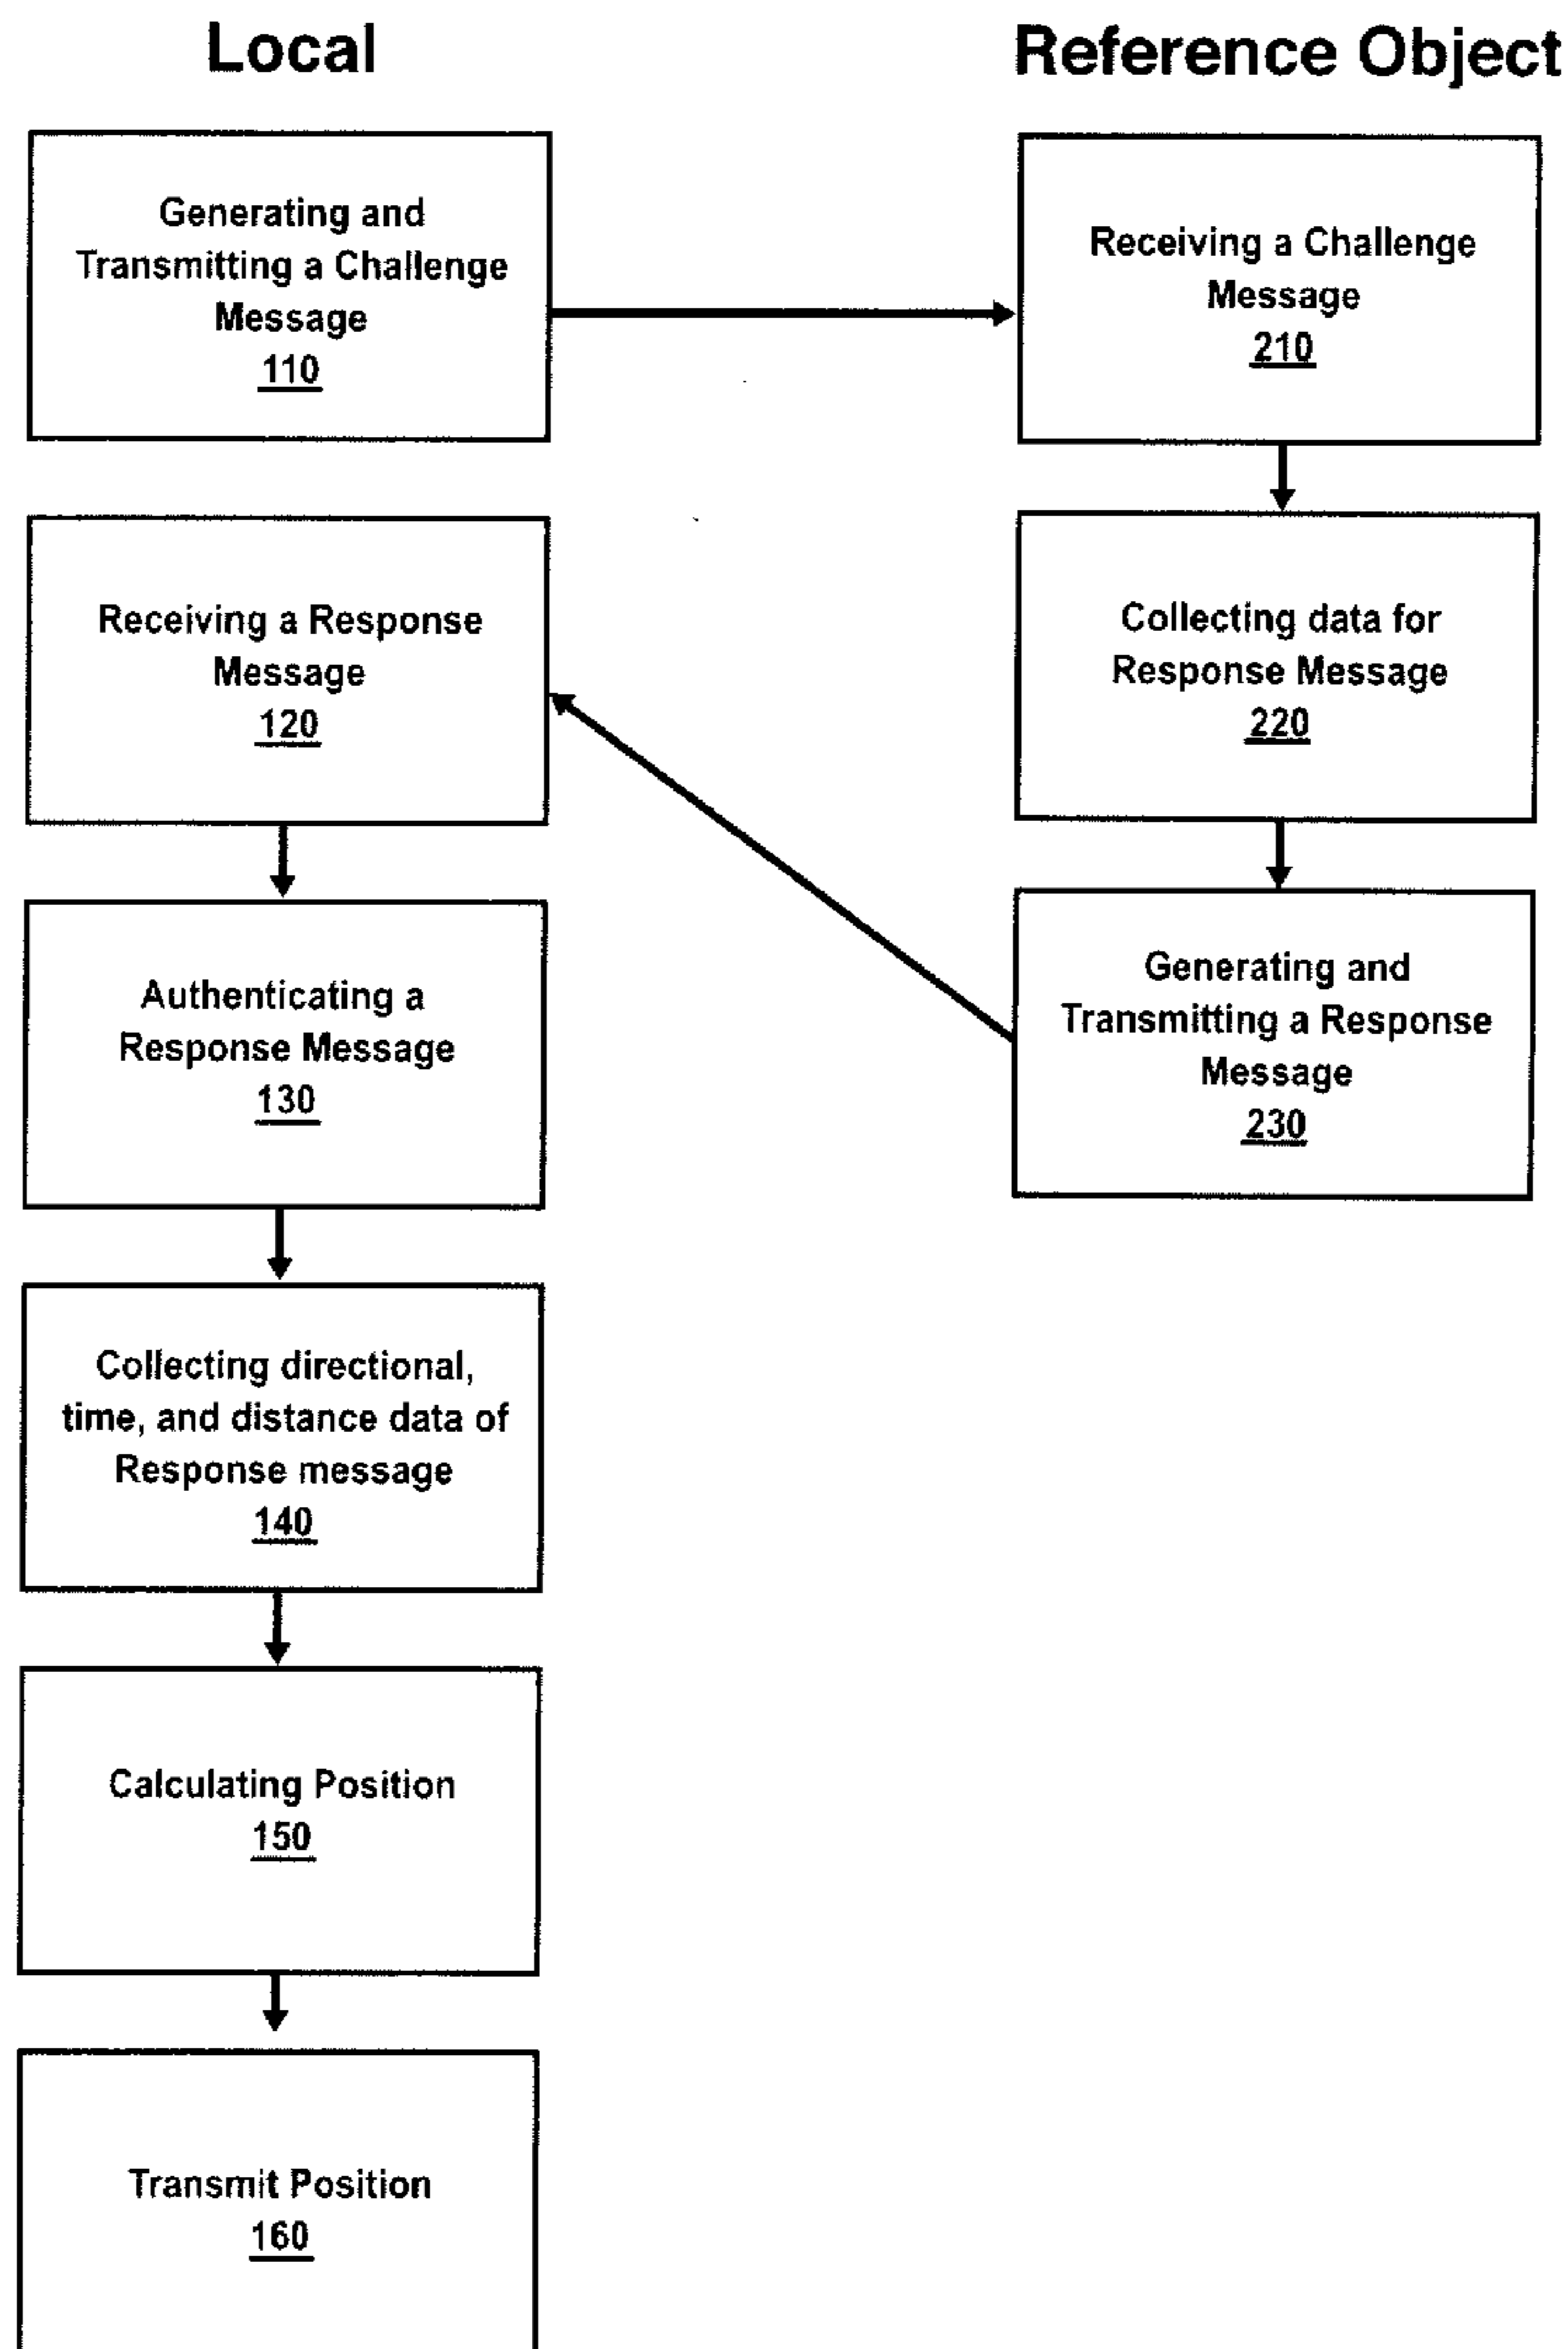 Local
Reference Object
Generating and
Transmitting a Challenge
Message
110
Receiving a Challenge
Message
210
Receiving a Response
Message
120
Collecting data for
Response Message
220
Authenticating a
Response Message
130
Generating and
Transmitting a Response
Message
230
Collecting directional,
time, and distance data of
Response message
140
Calculating Position
150
Transmit Position
160